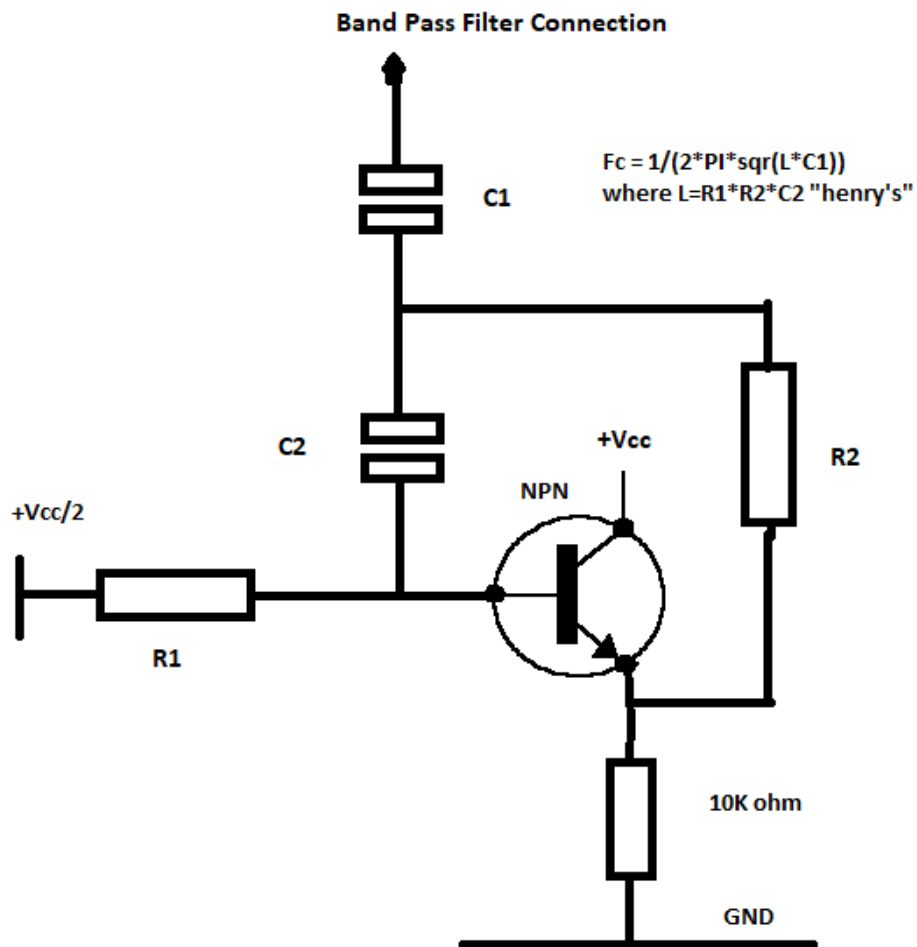 Band Pass Filter Connection
Fc = 1/(2*PI*sqr(L*C1))
where L=R1*R2*C2 "henry's"
C1
C2
+Vcc
R2
NPN
+Vcc/2
R1
10K ohm
GND